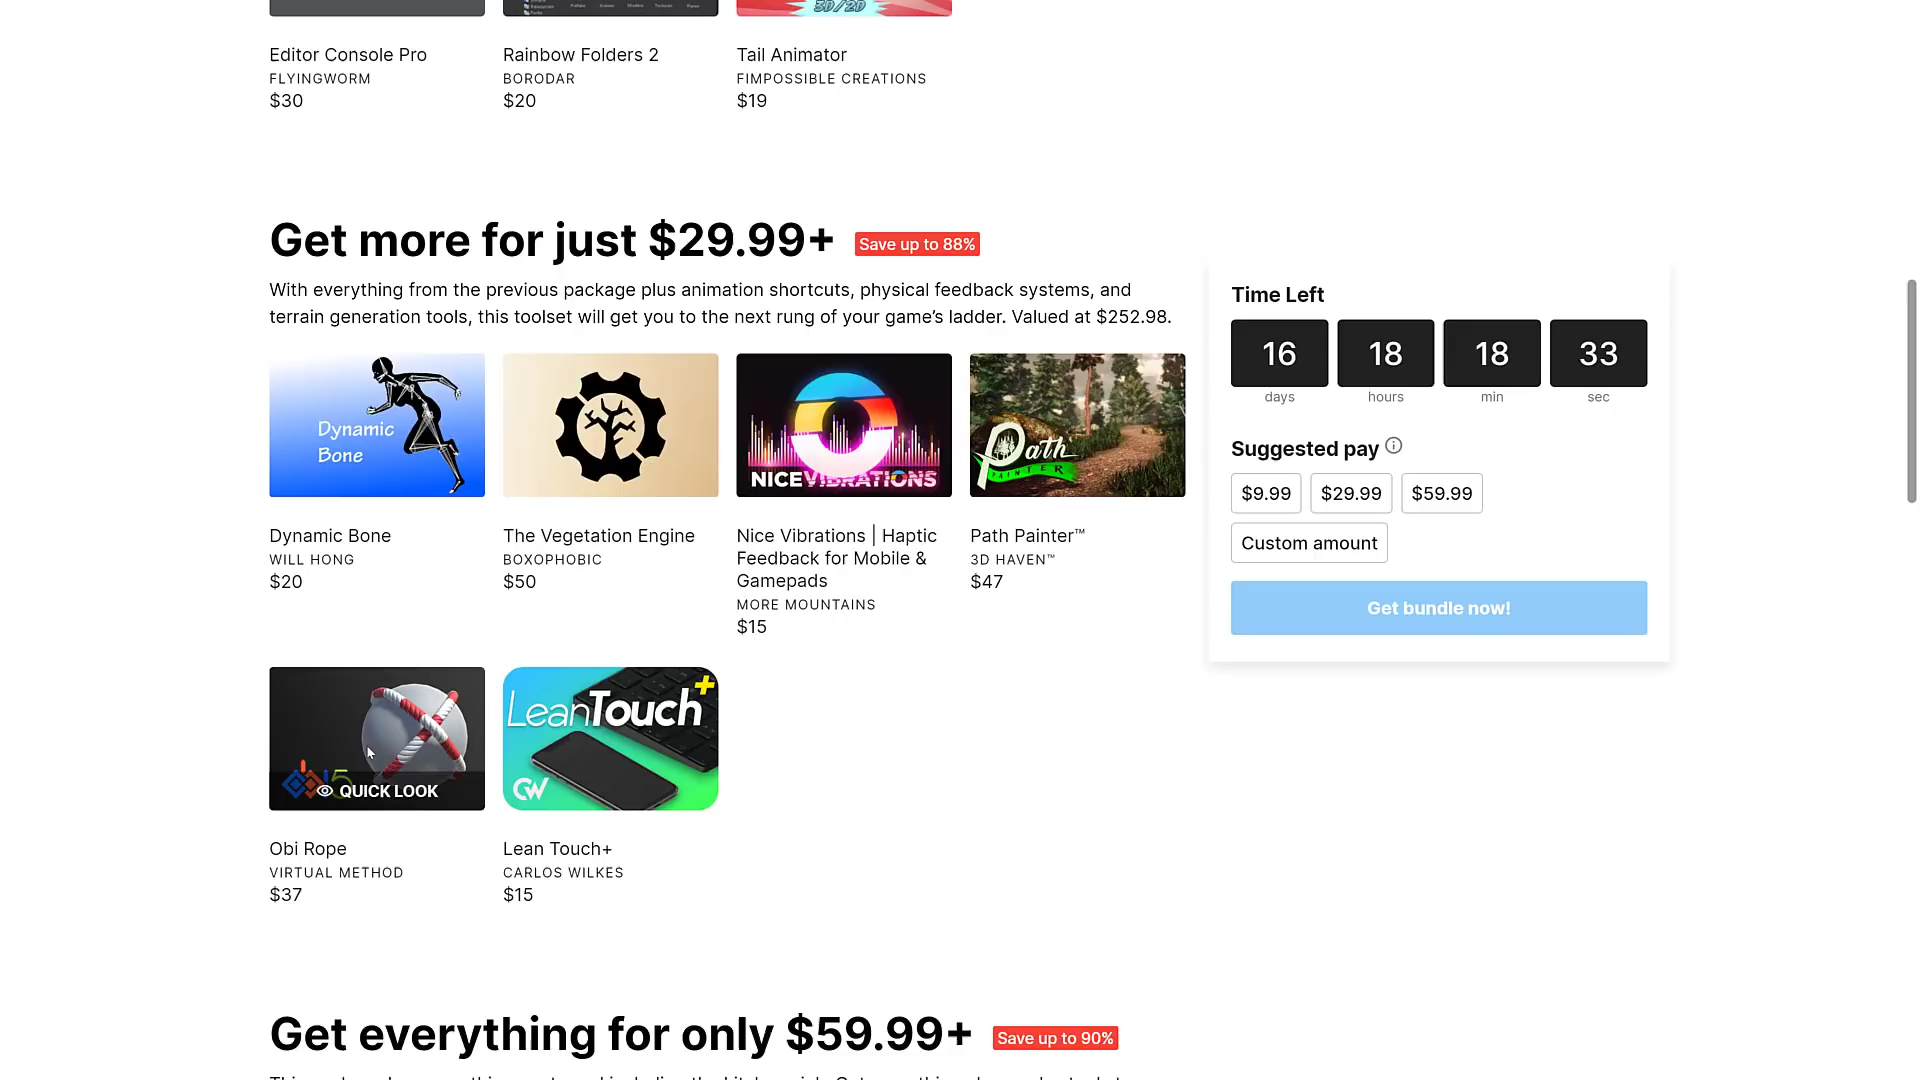 3D/2D
Editor Console Pro
FLYINGWORM
$30
Rainbow Folders 2
BORODAR
$20
Tail Animator
FIMPOSSIBLE CREATIONS
$19
Get more for just $29.99+
Save up to 88%
With everything from the previous package plus animation shortcuts, physical feedback systems, and
terrain generation tools, this toolset will get you to the next rung of your game’s ladder. Valued at $252.98.
Dynamic
Bone
Dynamic Bone
WILL HONG
$20
The Vegetation Engine
BOXOPHOBIC
$50
NICEVIBRATIONS
Nice Vibrations | Haptic
Feedback for Mobile &
Gamepads
MORE MOUNTAINS
$15
Path
PAINTER
Path Painter™
3D HAVEN™
$47
QUICK LOOK
Obi Rope
VIRTUAL METHOD
$37
LeanTouch+
CW
Lean Touch+
CARLOS WILKES
$15
Time Left
16
days
18
hours
18
min
33
sec
Suggested pay
$9.99
$29.99
$59.99
Custom amount
Get bundle now!
Get everything for only $59.99+
Save up to 90%